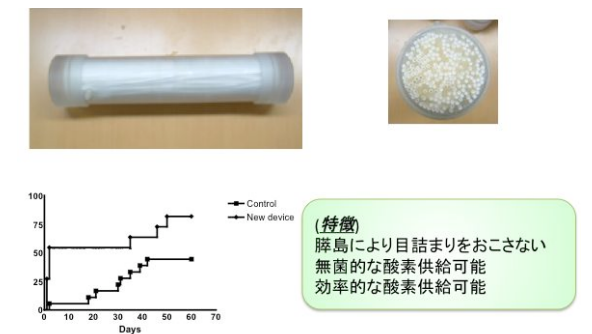 100
75
50
25
0
0 10 20 30 40 50 60 70
Days
Control
New device
(特徴)
膵島により目詰まりをおこさない
無菌的な酸素供給可能
効率的な酸素供給可能